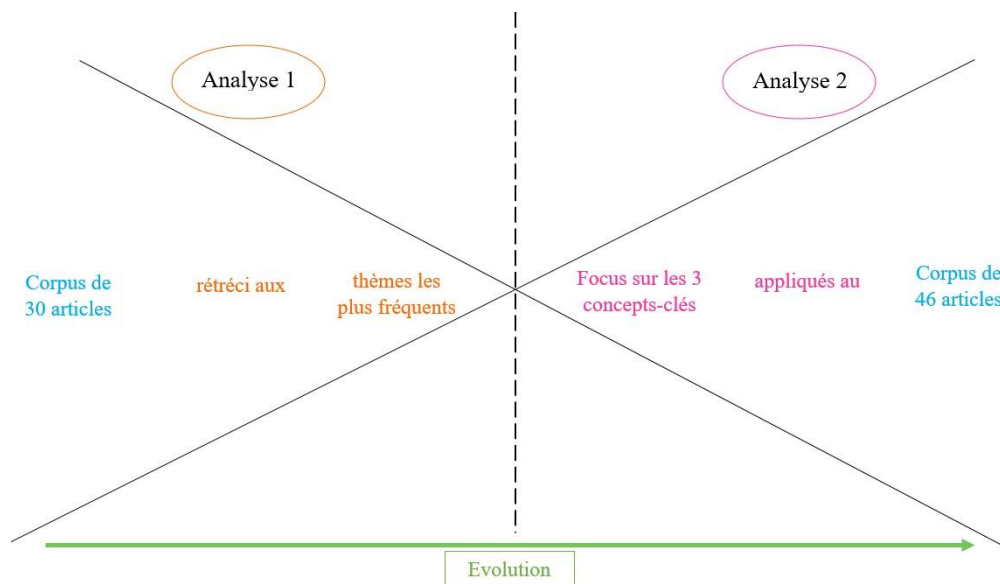 Analyse 1
Analyse 2
Corpus de
30 articles
rétréci aux
thèmes les
plus fréquents
Focus sur les 3
concepts-clés
appliqués au
Corpus de
46 articles
Evolution